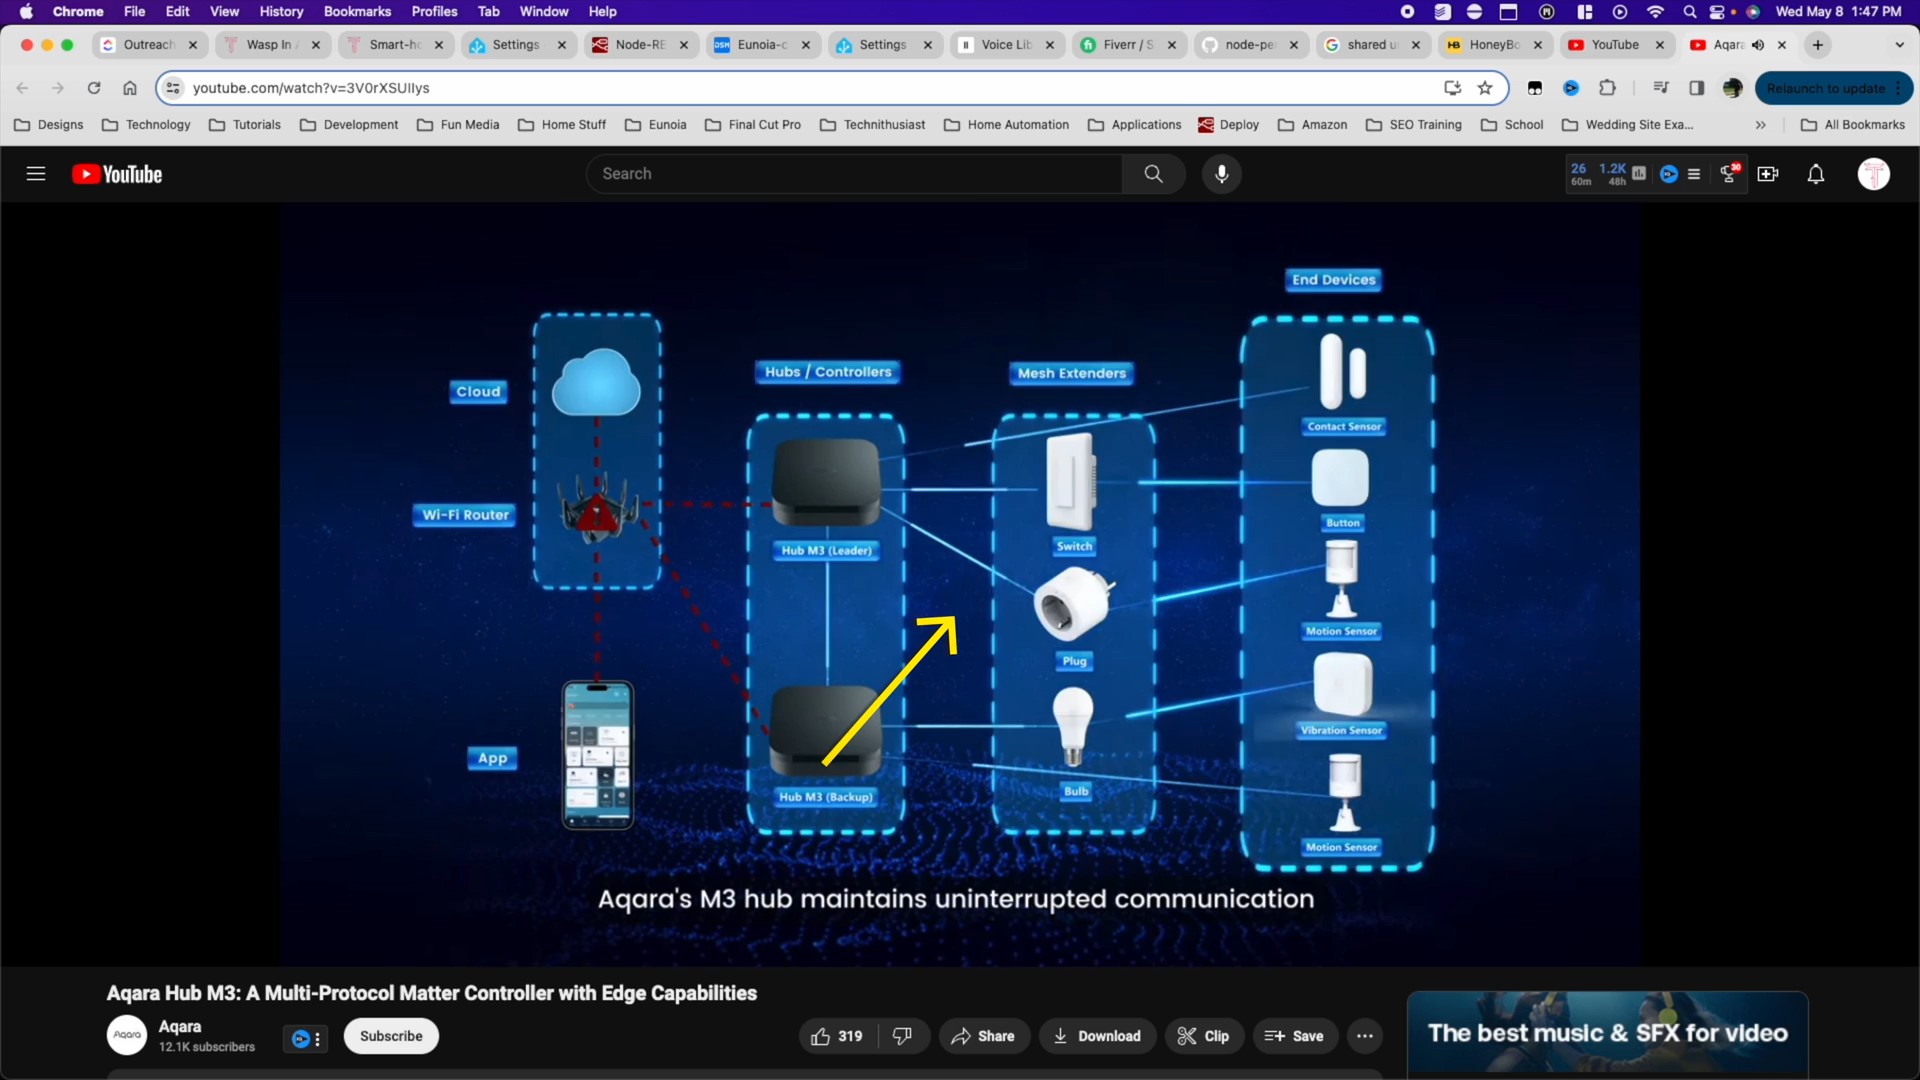 Chrome File Edit View History Bookmarks Profiles Tab Window Help
Wed May 8 1:47 PM
Outreach
Wasp In
Smart-ho
Settings
Node-RE
Eunoia-c
Settings
Voice Lib
Fiverr / S
node-per
shared u
HoneyBo
YouTube
Aqara
youtube.com/watch?v=3V0rXSUIIys
Relaunch to update
Designs Technology Tutorials Development Fun Media Home Stuff Eunoia Final Cut Pro Technithusiast Home Automation Applications Deploy Amazon SEO Training School Wedding Site Exa... All Bookmarks
YouTube
Search
26 1.2K
60m 48h
30
End Devices
Hubs / Controllers
Mesh Extenders
Cloud
Contact Sensor
Wi-Fi Router
Button
Hub M3 (Leader)
Switch
Motion Sensor
Plug
Vibration Sensor
App
Hub M3 (Backup)
Bulb
Motion Sensor
Aqara's M3 hub maintains uninterrupted communication
Aqara Hub M3: A Multi-Protocol Matter Controller with Edge Capabilities
Aqara
Aqara
12.1K subscribers
Subscribe
319
Share
Download
Clip
Save
The best music & SFX for video